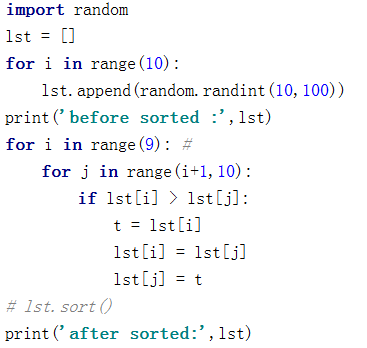 import random
lst = []
for i in range(10):
    lst.append(random.randint(10,100))
print('before sorted :',lst)
for i in range(9): #
    for j in range(i+1,10):
        if lst[i] > lst[j]:
            t = lst[i]
            lst[i] = lst[j]
            lst[j] = t
# lst.sort()
print('after sorted:',lst)